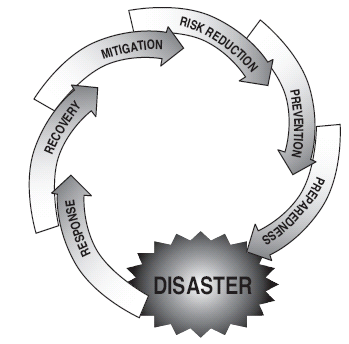 RISK REDUCTION
MITIGATION
PREVENTION
RECOVERY
PREPAREDNESS
RESPONSE
DISASTER